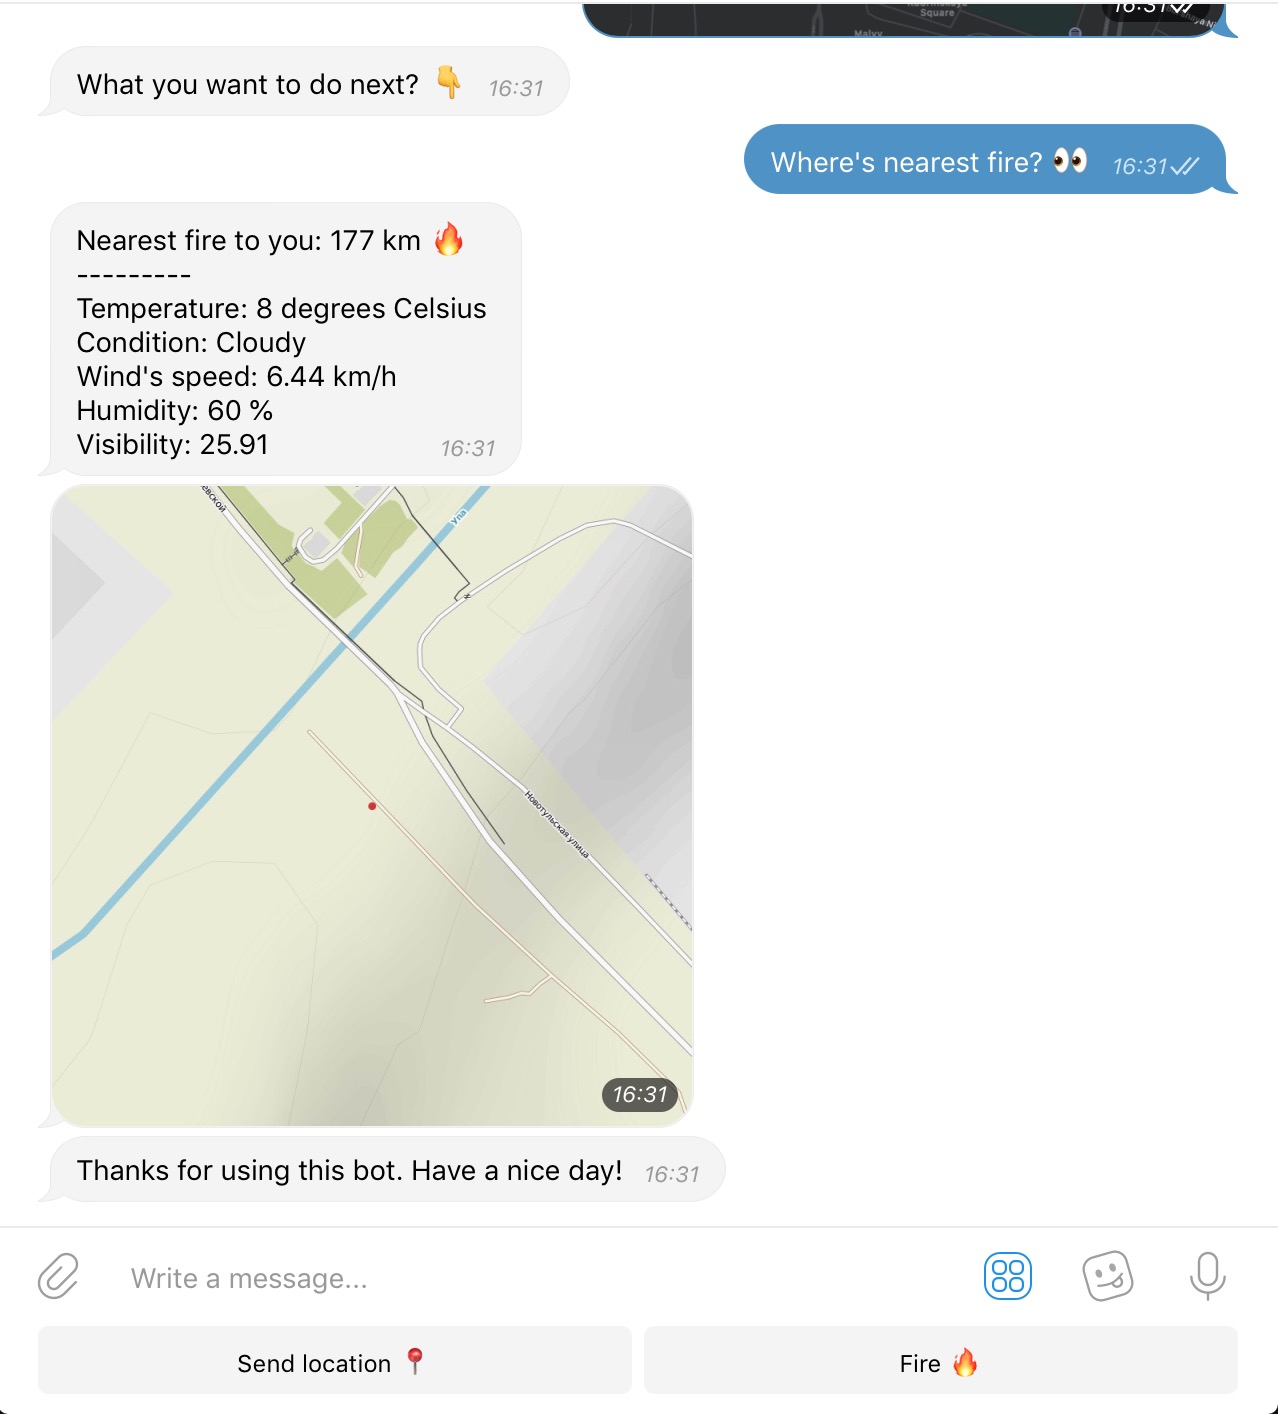 Square
16:31
Malyy
What you want to do next? 👇 16:31
Where's nearest fire? 👀 16:31
Nearest fire to you: 177 km 🔥
---------
Temperature: 8 degrees Celsius
Condition: Cloudy
Wind's speed: 6.44 km/h
Humidity: 60 %
Visibility: 25.91 16:31
Упа
Новотульская улица
16:31
Thanks for using this bot. Have a nice day! 16:31
Write a message...
Send location 📍
Fire 🔥